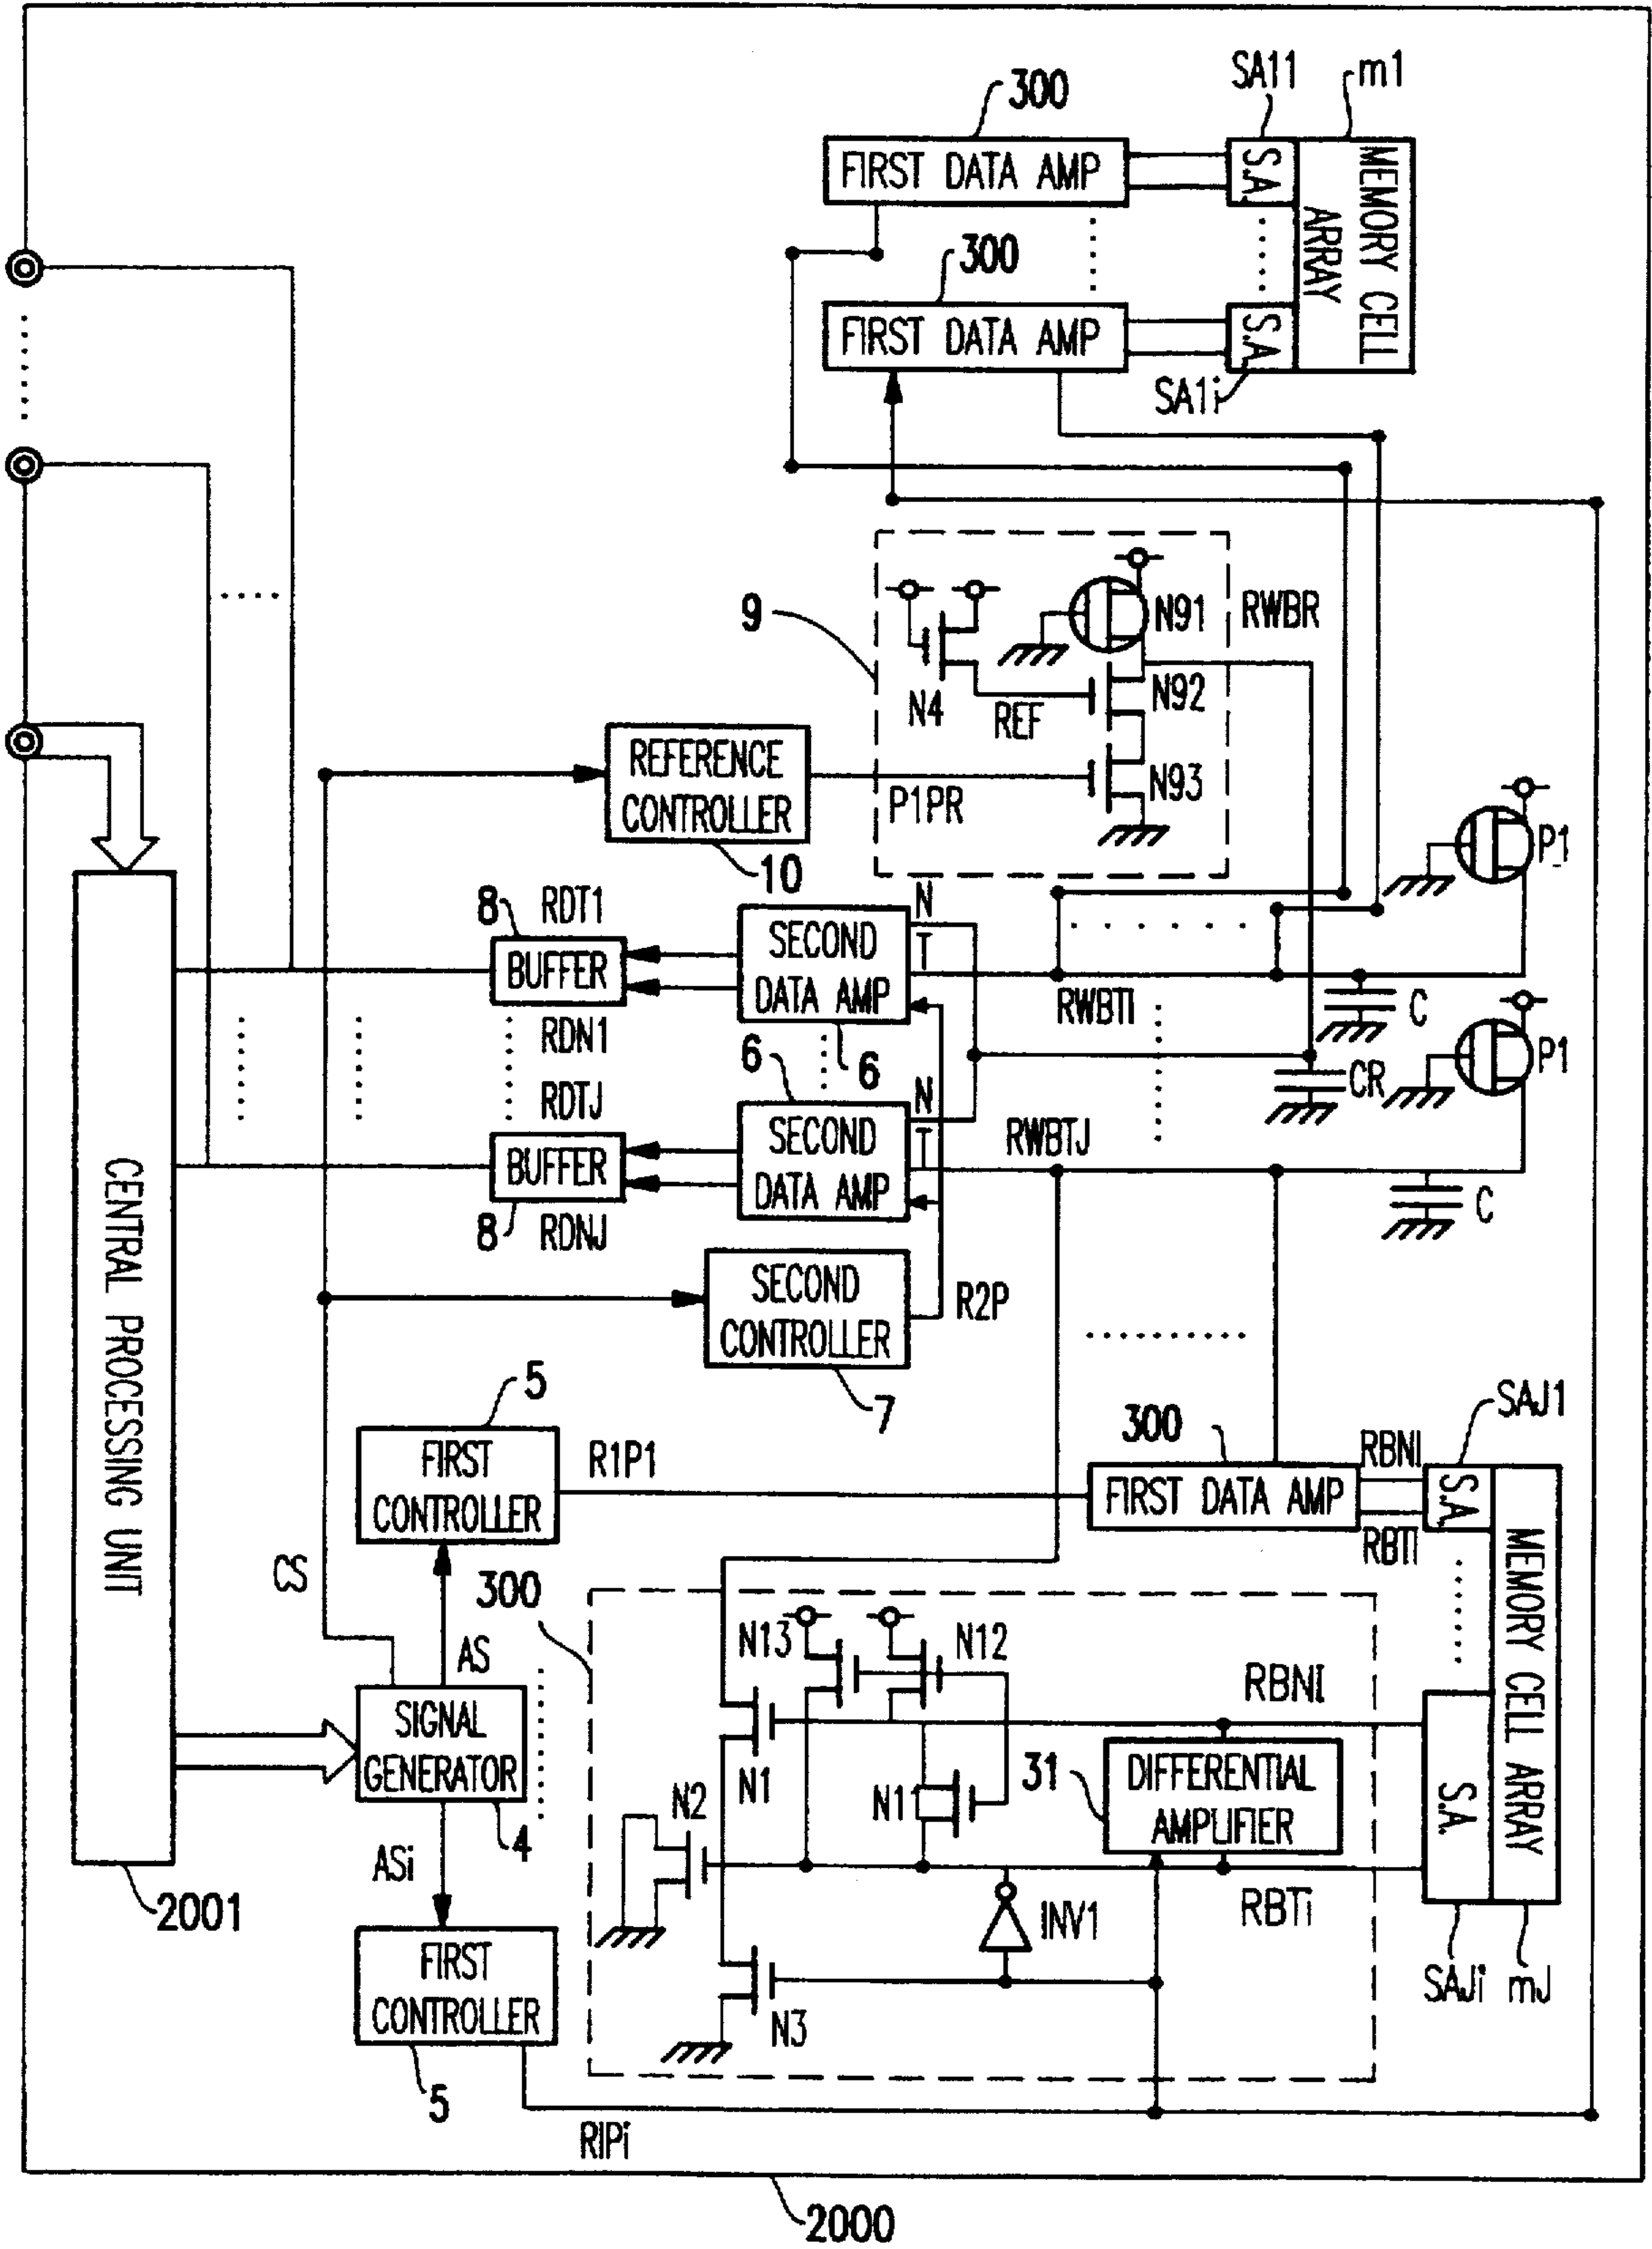 300
SA11
m1
FIRST DATA AMP
S.A.
MEMORY CELL
ARRAY
300
FIRST DATA AMP
S.A.
SA1i
9
N91
RWBR
N4
REF
N92
REFERENCE
CONTROLLER
P1PR
N93
10
P1
8
RDT1
BUFFER
RDN1
SECOND
DATA AMP
N
T
RWBTI
C
6
6
CR
P1
RDTJ
BUFFER
8
RDNJ
SECOND
DATA AMP
N
T
RWBTJ
C
SECOND
CONTROLLER
R2P
7
CENTRAL PROCESSING UNIT
2001
5
FIRST
CONTROLLER
R1P1
300
FIRST DATA AMP
RBNI
RBTI
SAJ1
S.A.
MEMORY CELL ARRAY
CS
AS
SIGNAL
GENERATOR
4
ASi
FIRST
CONTROLLER
5
300
N13
N12
RBNI
N1
N11
31
DIFFERENTIAL
AMPLIFIER
S.A.
N2
INV1
RBTi
N3
SAJi
mJ
RIPi
2000